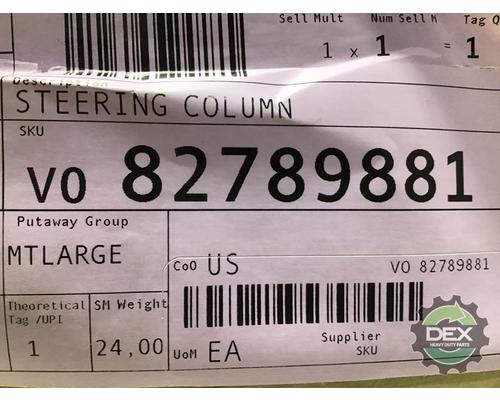 Sell Mult Num Sell M Tag Q
1 x 1 = 1
Description
STEERING COLUMN
SKU
VO 82789881
Putaway Group
MTLARGE
CoO US VO 82789881
Theoretical Tag /UPI
SM Weight
1 24,00
UoM EA Supplier SKU
DEX
HEAVY DUTY PARTS